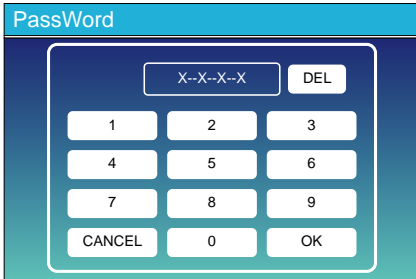 PassWord
X--X--X--X DEL
1 2 3
4 5 6
7 8 9
CANCEL 0 OK